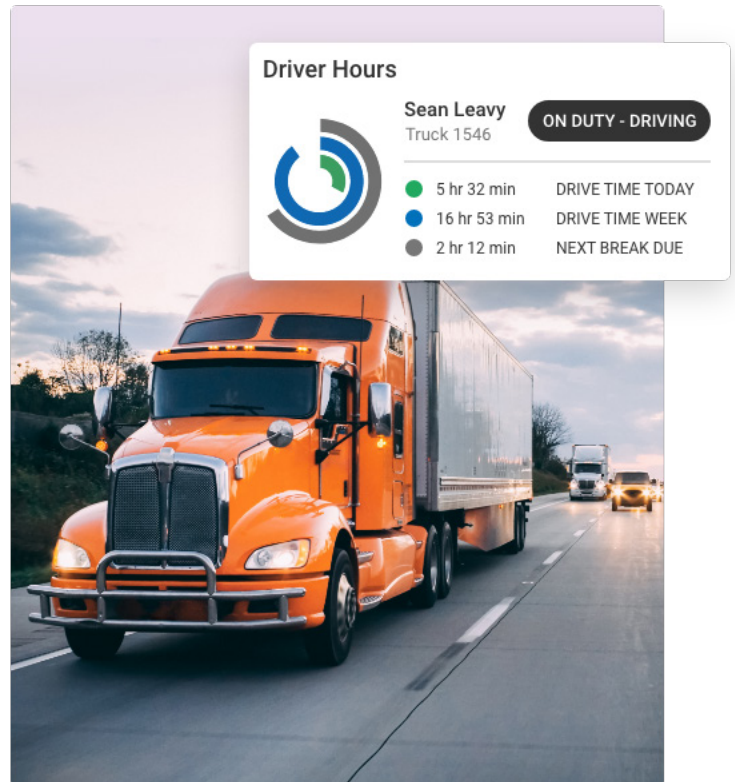 Driver Hours
Sean Leavy
Truck 1546
ON DUTY - DRIVING
5 hr 32 min DRIVE TIME TODAY
16 hr 53 min DRIVE TIME WEEK
2 hr 12 min NEXT BREAK DUE